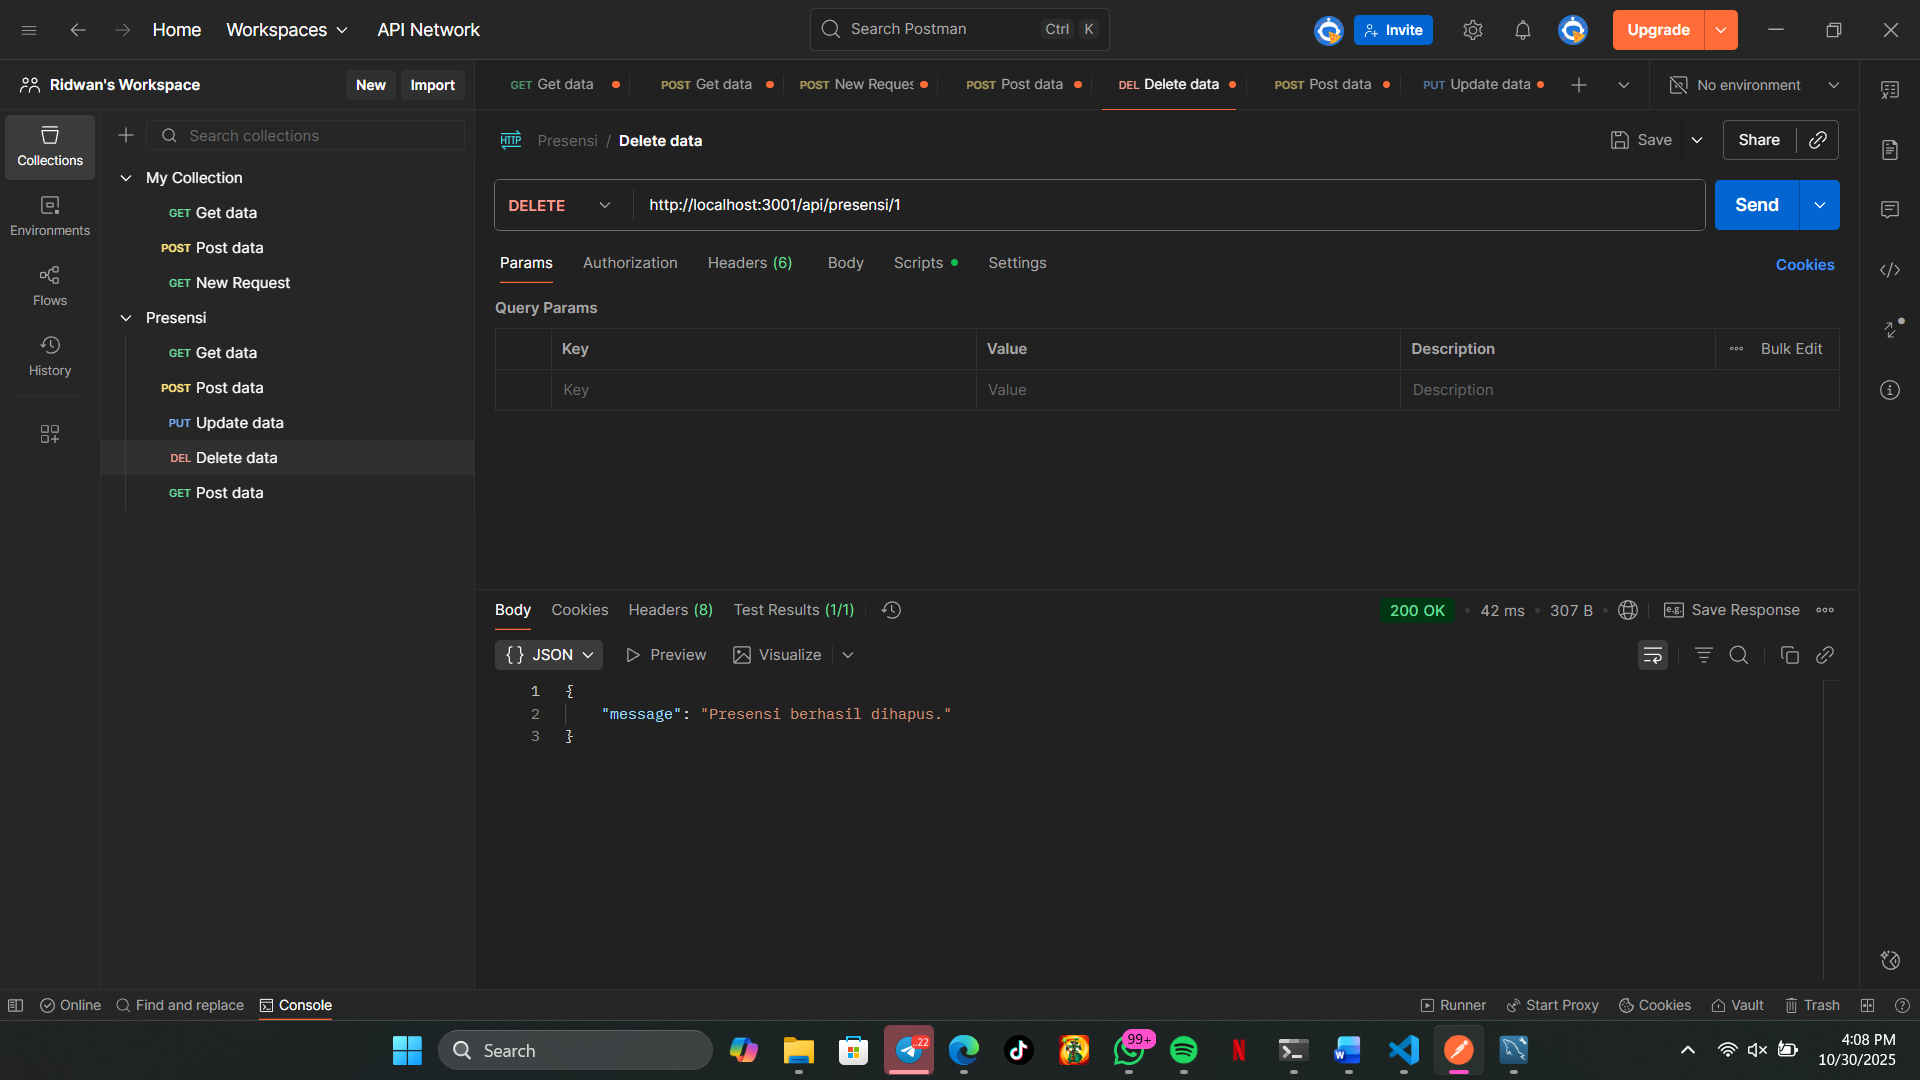 Home
Workspaces
API Network
Search Postman
Ctrl
K
Invite
Upgrade
Ridwan's Workspace
New
Import
GET Get data
POST Get data
POST New Reques
POST Post data
DEL Delete data
POST Post data
PUT Update data
No environment
Collections
Environments
Flows
History
Search collections
My Collection
GET Get data
POST Post data
GET New Request
Presensi
GET Get data
POST Post data
PUT Update data
DEL Delete data
GET Post data
HTTP
Presensi / Delete data
Save
Share
DELETE
http://localhost:3001/api/presensi/1
Send
Params
Authorization
Headers (6)
Body
Scripts
Settings
Cookies
Query Params
Key
Value
Description
Bulk Edit
Key
Value
Description
Body
Cookies
Headers (8)
Test Results (1/1)
200 OK
42 ms
307 B
e.g.
Save Response
{} JSON
Preview
Visualize
1 {
2 "message": "Presensi berhasil dihapus."
3 }
Online
Find and replace
Console
Runner
Start Proxy
Cookies
Vault
Trash
Search
..22
99+
4:08 PM
10/30/2025